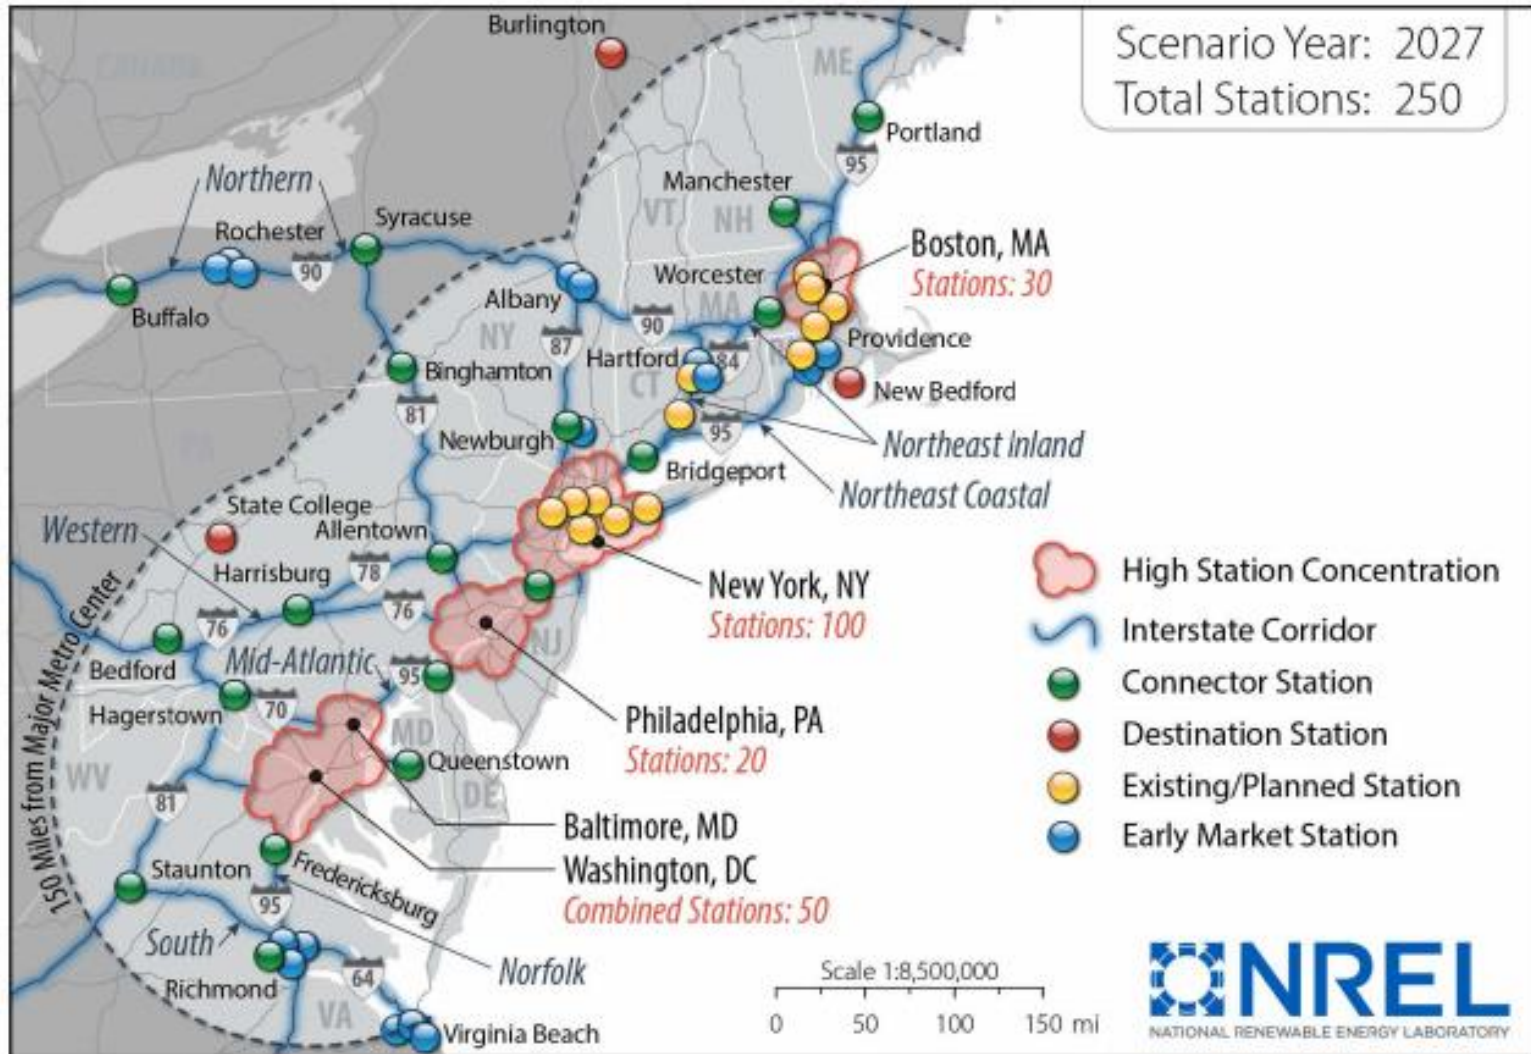 Burlington
Scenario Year: 2027
Total Stations: 250
CANADA
ME
Portland
95
Northern
Manchester
VT
NH
Rochester
Syracuse
90
Boston, MA
Stations: 30
Worcester
MA
Buffalo
Albany
NY
90
87
Hartford
84
Providence
CT
New Bedford
Binghamton
81
Newburgh
95
Northeast Inland
Bridgeport
Northeast Coastal
PA
State College
Allentown
Western
Harrisburg
78
New York, NY
Stations: 100
76
76
NJ
Bedford
Mid-Atlantic
95
Hagerstown
70
Philadelphia, PA
Stations: 20
MD
Queenstown
WV
DE
81
150 Miles from Major Metro Center
Baltimore, MD
Washington, DC
Combined Stations: 50
Staunton
Fredericksburg
95
South
Norfolk
Richmond
64
VA
Virginia Beach
High Station Concentration
Interstate Corridor
Connector Station
Destination Station
Existing/Planned Station
Early Market Station
Scale 1:8,500,000
0 50 100 150 mi
NREL
NATIONAL RENEWABLE ENERGY LABORATORY